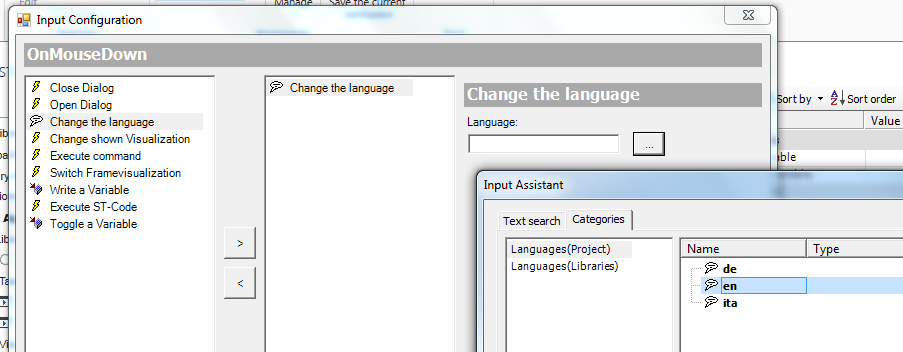 Edit
Manage
Save the current
Input Configuration
OnMouseDown
Close Dialog
Open Dialog
Change the language
Change shown Visualization
Execute command
Switch Framevisualization
Write a Variable
Execute ST-Code
Toggle a Variable
>
<
Change the language
Change the language
Language:
...
Input Assistant
Text search
Categories
Languages(Project)
Languages(Libraries)
Name
Type
de
en
ita
Sort by
Sort order
Value